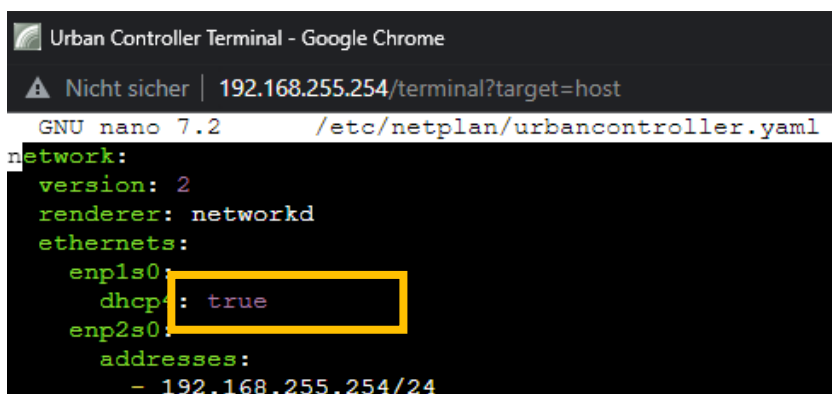 Urban Controller Terminal - Google Chrome
Nicht sicher | 192.168.255.254/terminal?target=host
GNU nano 7.2 /etc/netplan/urbancontroller.yaml
network:
version: 2
renderer: networkd
ethernets:
enp1s0:
dhcp4: true
enp2s0:
addresses:
- 192.168.255.254/24